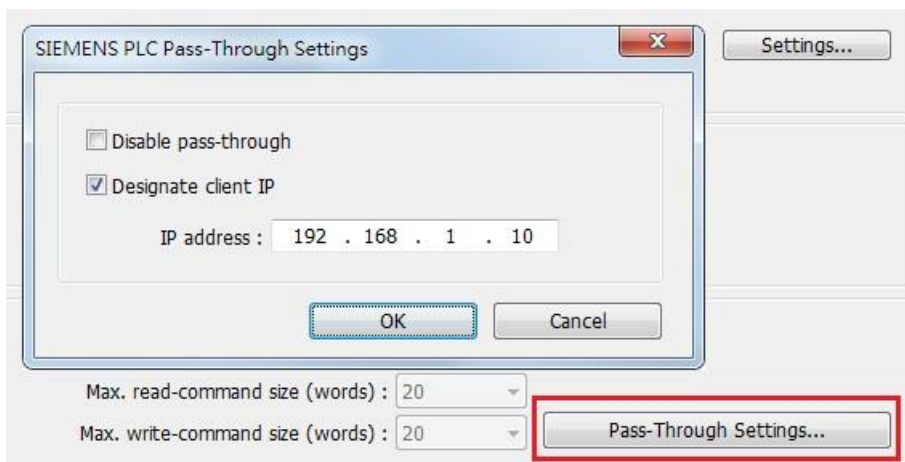 SIEMENS PLC Pass-Through Settings
Settings...
Disable pass-through
Designate client IP
IP address : 192 . 168 . 1 . 10
OK Cancel
Max. read-command size (words) : 20
Max. write-command size (words) : 20 Pass-Through Settings...